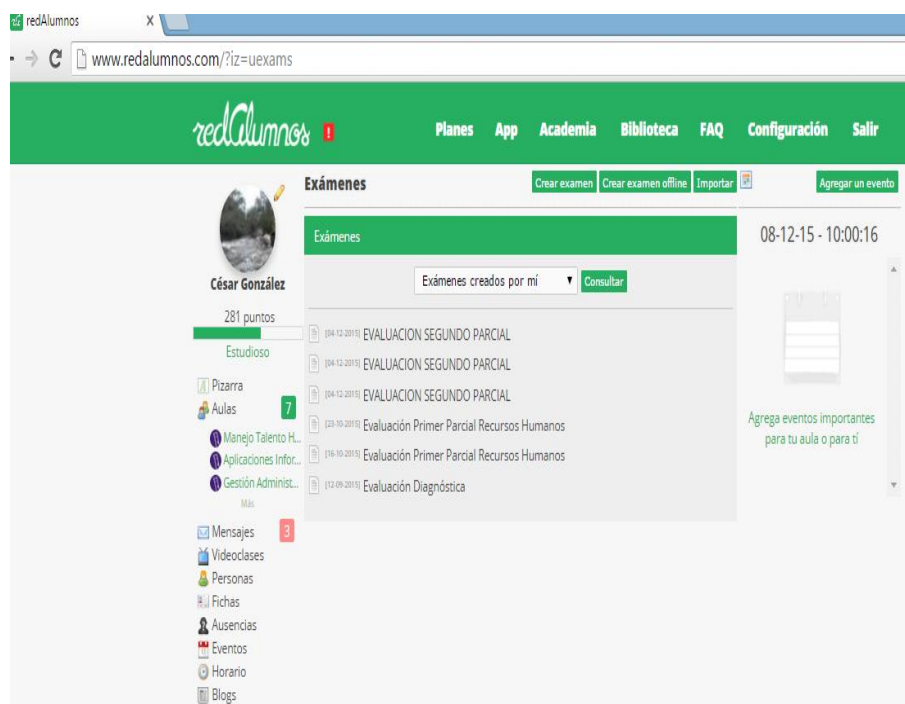 redAlumnos
www.redalumnos.com/?iz=uexams
redAlumnos
Planes App Academia Biblioteca FAQ Configuración Salir
Exámenes
Crear examen Crear examen offline Importar
Agregar un evento
Exámenes
08-12-15 - 10:00:16
Exámenes creados por mí Consultar
César González
281 puntos
Estudioso
[04-12-2015] EVALUACION SEGUNDO PARCIAL
[04-12-2015] EVALUACION SEGUNDO PARCIAL
[04-12-2015] EVALUACION SEGUNDO PARCIAL
[23-10-2015] Evaluación Primer Parcial Recursos Humanos
[16-10-2015] Evaluación Primer Parcial Recursos Humanos
[12-09-2015] Evaluación Diagnóstica
Agrega eventos importantes
para tu aula o para tí
Pizarra
Aulas 7
Manejo Talento H...
Aplicaciones Infor...
Gestión Administ...
Más
Mensajes 3
Videoclases
Personas
Fichas
Ausencias
Eventos
Horario
Blogs